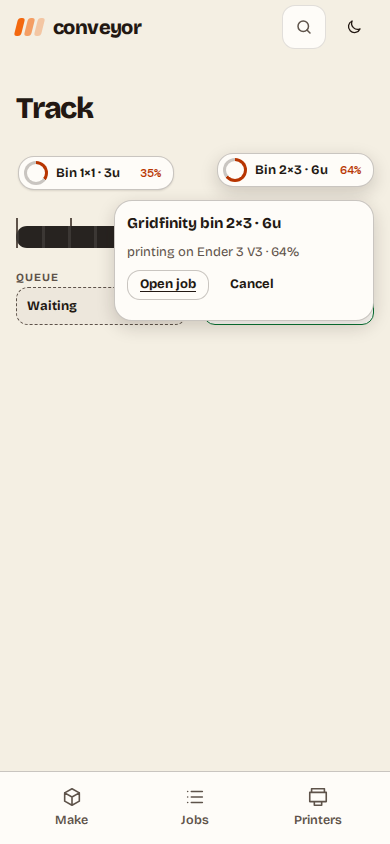 conveyor
Track
Bin 1×1 · 3u 35%
Bin 2×3 · 6u 64%
Gridfinity bin 2×3 · 6u
printing on Ender 3 V3 · 64%
Open job Cancel
QUEUE
Waiting
Make Jobs Printers